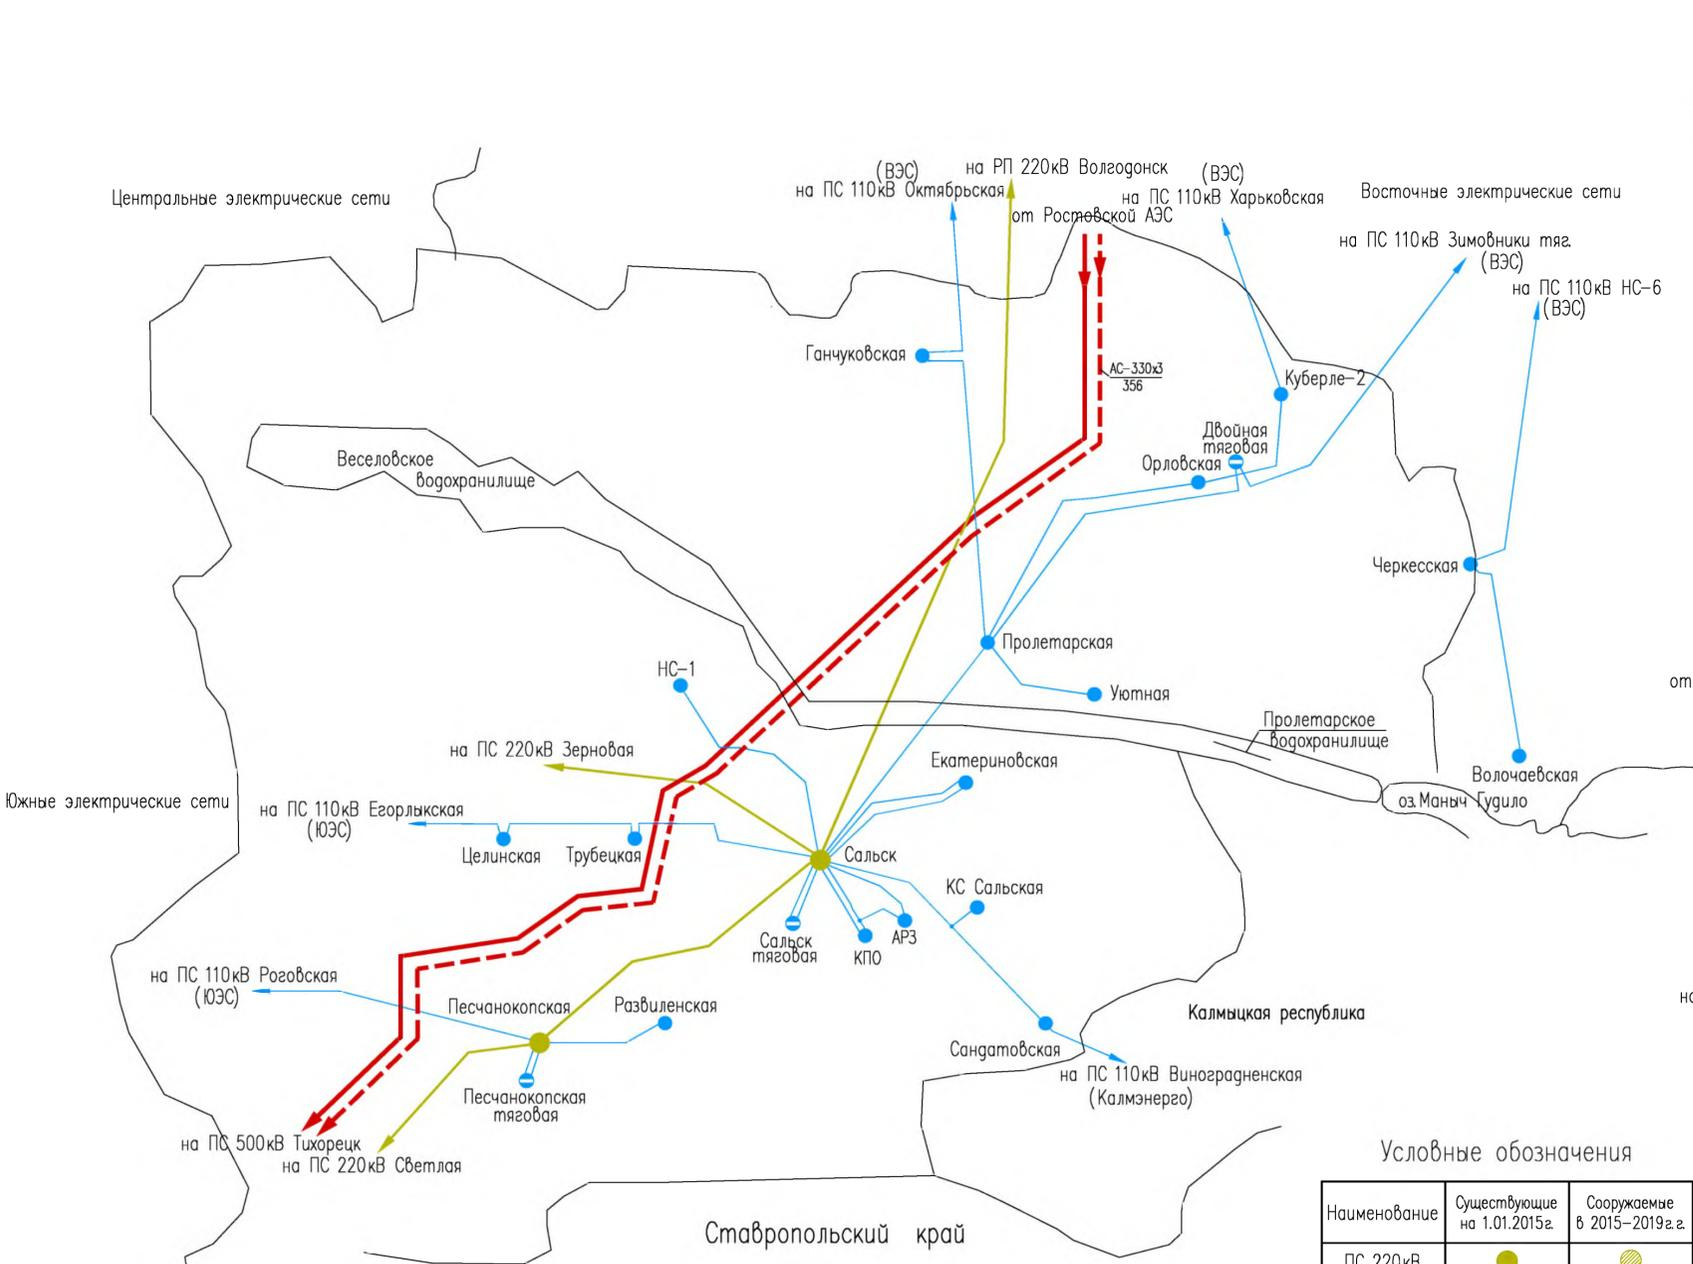 (ВЭС)
на РП 220кВ Волгодонск
(ВЭС)
на ПС 110кВ Октябрьская
на ПС 110кВ Харьковская
Восточные электрические сети
Центральные электрические сети
от Ростовской АЭС
на ПС 110кВ Зимовники тяг.
(ВЭС)
на ПС 110кВ НС-6
(ВЭС)
Ганчуковская
АС-330х3
356
Куберле-2
Двойная
тяговая
Орловская
Веселовское
водохранилище
Черкесская
Пролетарская
НС-1
Уютная
от
Пролетарское
водохранилище
на ПС 220кВ Зерновая
Екатериновская
Волочаевская
Южные электрические сети
на ПС 110кВ Егорлыкская
(ЮЭС)
оз.Маныч Гудило
Целинская
Трубецкая
Сальск
КС Сальская
Сальск
тяговая
КПО
АРЗ
на ПС 110кВ Роговская
(ЮЭС)
Песчанокопская
Развиленская
Калмыцкая республика
Сандатовская
на ПС 110кВ Виноградненская
(Калмэнерго)
Песчанокопская
тяговая
на ПС 500кВ Тихорецк
на ПС 220кВ Светлая
Ставропольский край
Условные обозначения
Наименование
Существующие
на 1.01.2015г.
Сооружаемые
в 2015-2019г.г.
ПС 220кВ